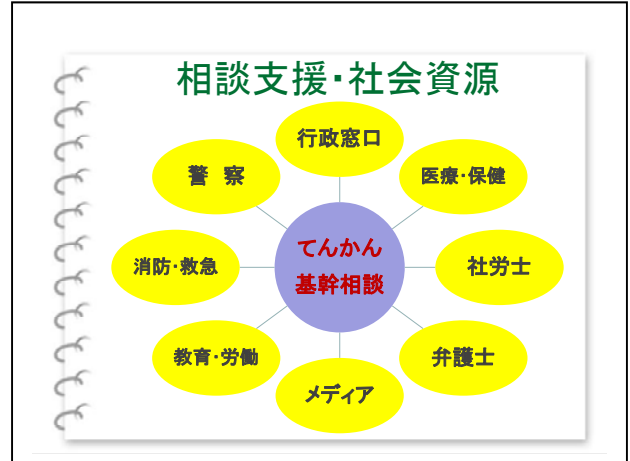 相談支援・社会資源
行政窓口
医療・保健
社労士
弁護士
メディア
教育・労働
消防・救急
警 察
てんかん
基幹相談